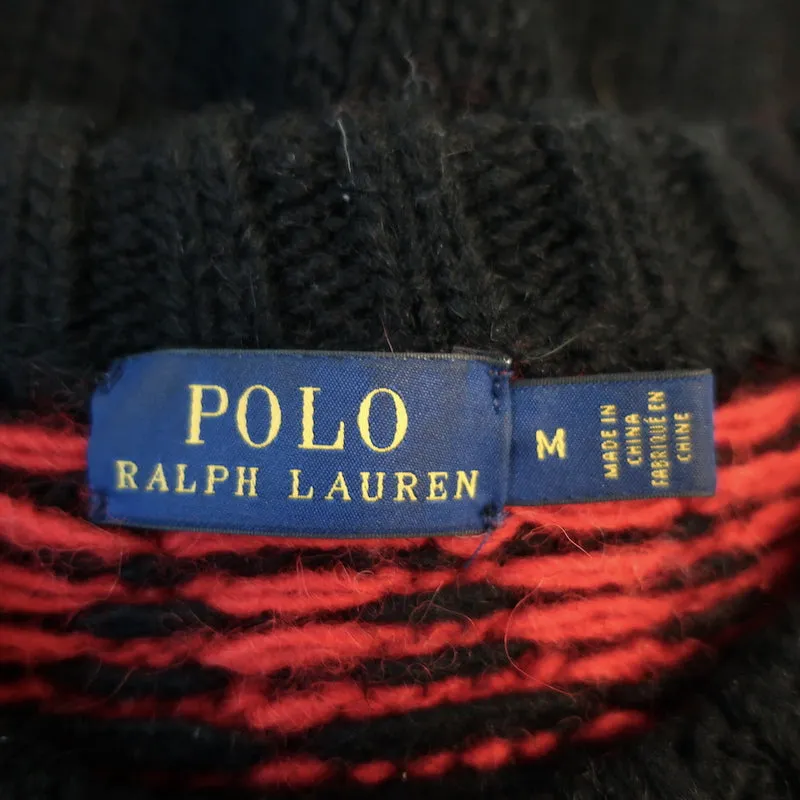 POLO
RALPH LAUREN
M
MADE IN
CHINA
FABRIQUÉ EN
CHINE